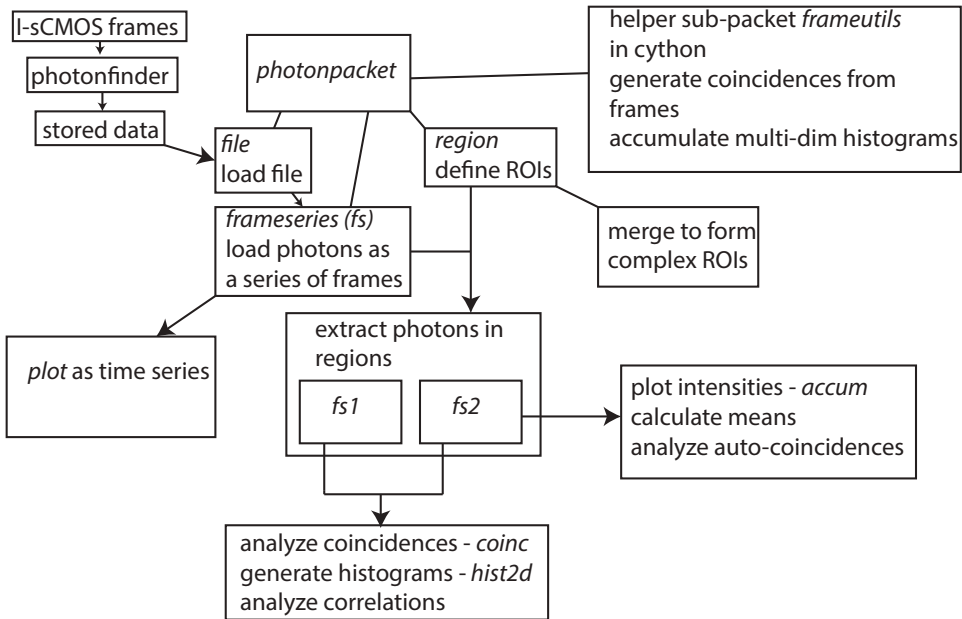 I-sCMOS frames
photonfinder
stored data
photonpacket
helper sub-packet frameutils
in cython
generate coincidences from
frames
accumulate multi-dim histograms
file
load file
region
define ROIs
frameseries (fs)
load photons as
a series of frames
merge to form
complex ROIs
plot as time series
extract photons in
regions
fs1
fs2
plot intensities - accum
calculate means
analyze auto-coincidences
analyze coincidences - coinc
generate histograms - hist2d
analyze correlations